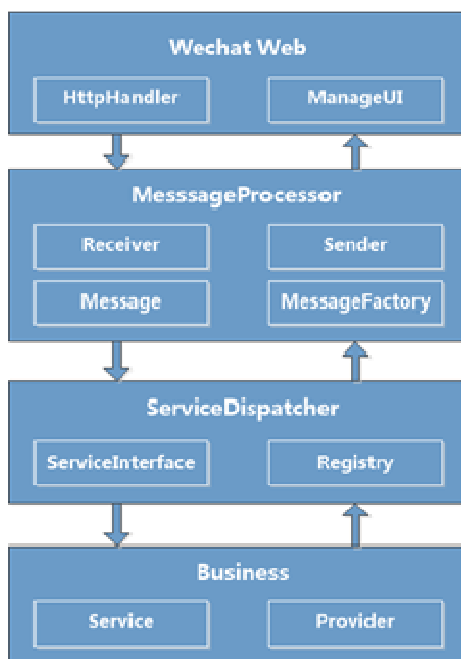 Wechat Web
HttpHandler
ManageUI
MesssageProcessor
Receiver
Sender
Message
MessageFactory
ServiceDispatcher
ServiceInterface
Registry
Business
Service
Provider